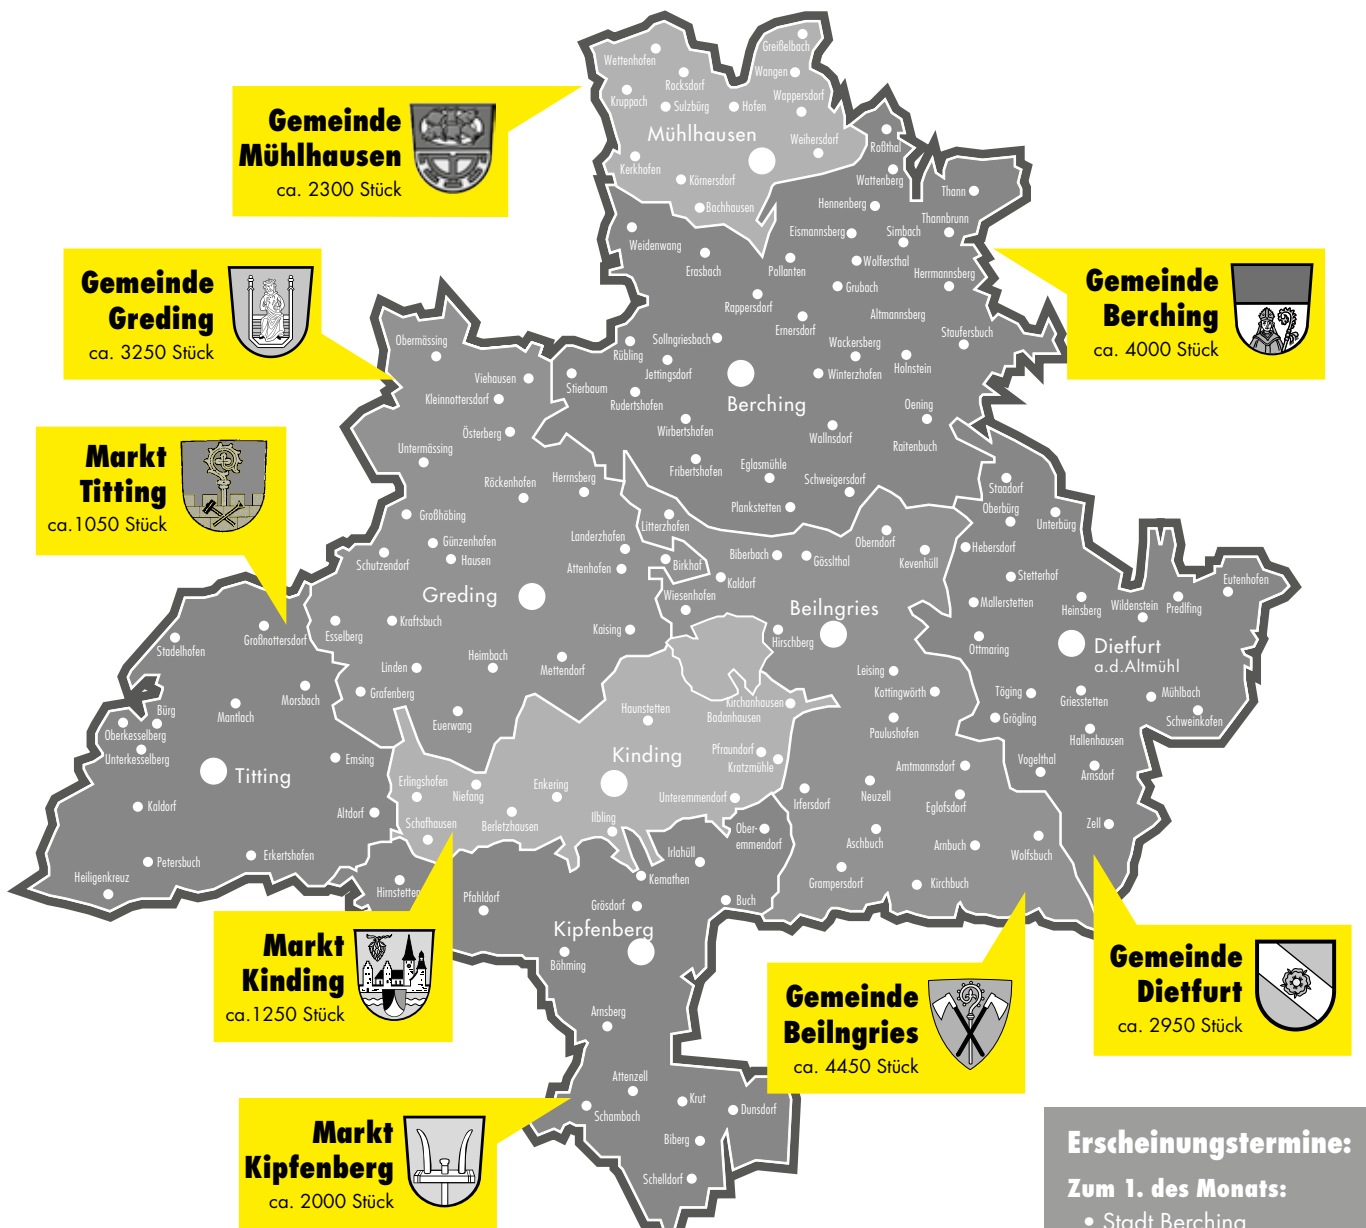 Gemeinde
Mühlhausen
ca. 2300 Stück
Gemeinde
Greding
ca. 3250 Stück
Markt
Titting
ca.1050 Stück
Gemeinde
Berching
ca. 4000 Stück
Markt
Kinding
ca.1250 Stück
Markt
Kipfenberg
ca. 2000 Stück
Gemeinde
Beilngries
ca. 4450 Stück
Gemeinde
Dietfurt
ca. 2950 Stück
Wettenhofen
Greißelbach
Rocksdorf
Wangen
Kruppach
Sulzbürg
Hofen
Wappersdorf
Mühlhausen
Weihersdorf
Kerkhofen
Körnersdorf
Bachhausen
Roßthal
Wattenberg
Thann
Hennenberg
Thannbrunn
Weidenwang
Eismannsberg
Simbach
Erasbach
Pollanten
Wolfersthal
Herrmannsberg
Grubach
Rappersdorf
Altmannsberg
Ernersdorf
Staufersbuch
Sollngriesbach
Wackersberg
Rübling
Jettingsdorf
Holnstein
Winterzhofen
Stierbaum
Rudertshofen
Berching
Oening
Wirbertshofen
Wallnsdorf
Raitenbuch
Fribertshofen
Eglasmühle
Schweigersdorf
Plankstetten
Obermässing
Viehausen
Kleinnottersdorf
Österberg
Untermässing
Röckenhofen
Herrnsberg
Großhöbing
Günzenhofen
Landerzhofen
Schutzendorf
Hausen
Attenhofen
Greding
Kraftsbuch
Esselberg
Kaising
Linden
Heimbach
Mettendorf
Grafenberg
Euerwang
Litterzhofen
Birkhof
Biberbach
Gösslthal
Oberndorf
Kevenhüll
Kaldorf
Wiesenhofen
Beilngries
Hirschberg
Leising
Kottingwörth
Paulushofen
Amtmannsdorf
Irfersdorf
Neuzell
Eglofsdorf
Aschbuch
Arnbuch
Wolfsbuch
Grampersdorf
Kirchbuch
Staadorf
Oberbürg
Unterbürg
Hebersdorf
Stetterhof
Eutenhofen
Mallerstetten
Heinsberg
Wildenstein
Predlfing
Ottmaring
Dietfurt
a.d.Altmühl
Töging
Griesstetten
Mühlbach
Grögling
Schweinkofen
Hallenhausen
Vogelthal
Arnsdorf
Zell
Großnottersdorf
Stadelhofen
Morsbach
Mantlach
Bürg
Oberkesselberg
Unterkesselberg
Emsing
Titting
Kaldorf
Altdorf
Petersbuch
Erkertshofen
Heiligenkreuz
Haunstetten
Kirchanhausen
Badanhausen
Kinding
Pfraundorf
Kratzmühle
Erlingshofen
Niefang
Enkering
Unteremmendorf
Schafhausen
Berletzhausen
Ilbling
Ober-
emmendorf
Irlahüll
Kemathen
Hirnstetten
Pfahldorf
Grösdorf
Buch
Kipfenberg
Böhming
Arnsberg
Attenzell
Krut
Schambach
Dunsdorf
Biberg
Schelldorf
Erscheinungstermine:
Zum 1. des Monats:
• Stadt Berching